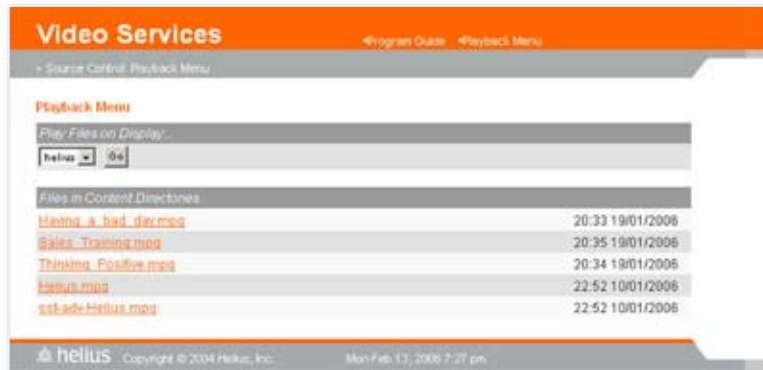 Video Services
Program Guide Playback Menu
» Source Control: Playback Menu
Playback Menu
Play Files on Display...
helius Go
Files in Content Directories
Having_a_bad_day.mpg 20:33 19/01/2006
Sales_Training.mpg 20:35 19/01/2006
Thinking_Positive.mpg 20:34 19/01/2006
Helius.mpg 22:52 10/01/2006
sst-adv-Helius.mpg 22:52 10/01/2006
helius Copyright © 2004 Helius, Inc. Mon Feb 13, 2006 7:27 pm